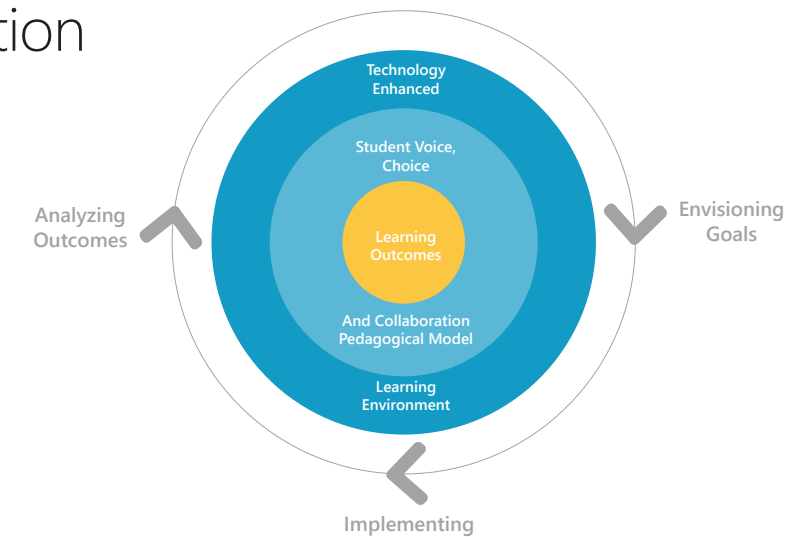 tion
Technology
Enhanced
Student Voice,
Choice
Analyzing
Outcomes
Envisioning
Goals
Learning
Outcomes
And Collaboration
Pedagogical Model
Learning
Environment
Implementing